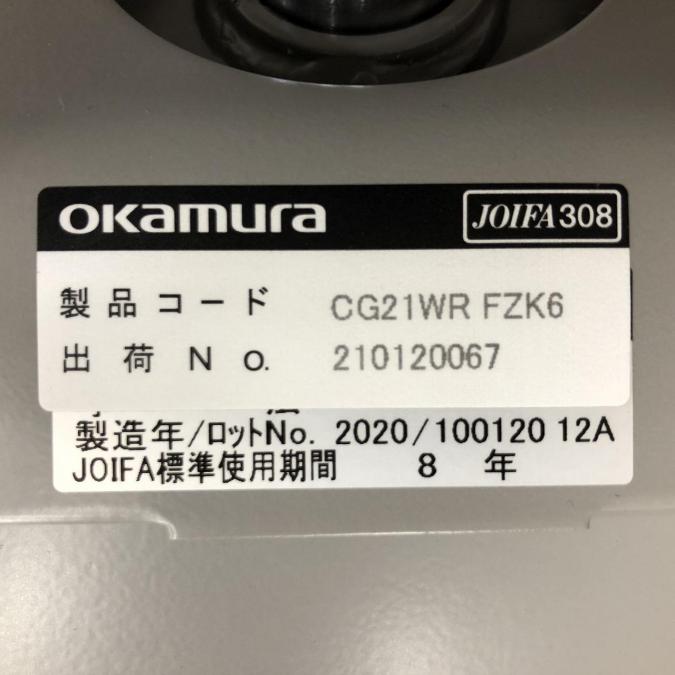 okamura
JOIFA308
製品コード CG21WR FZK6
出荷No. 210120067
製造年/ロットNo. 2020/100120 12A
JOIFA標準使用期間 8 年